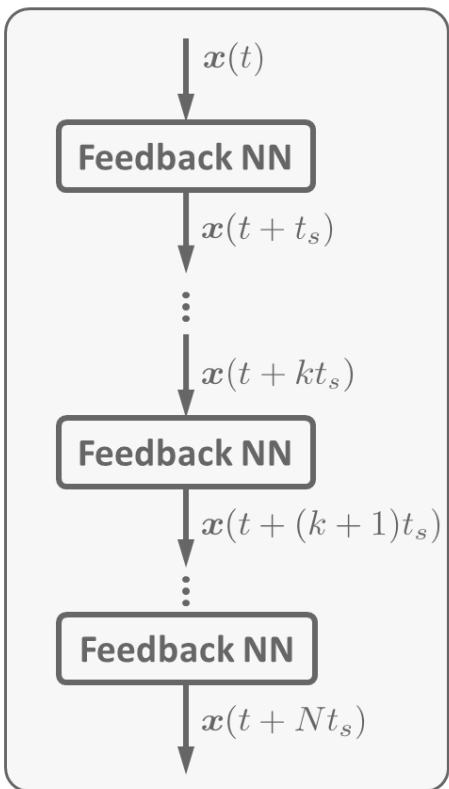 x(t)
Feedback NN
x(t + t_s)
⋮
x(t + kt_s)
Feedback NN
x(t + (k + 1)t_s)
⋮
Feedback NN
x(t + Nt_s)